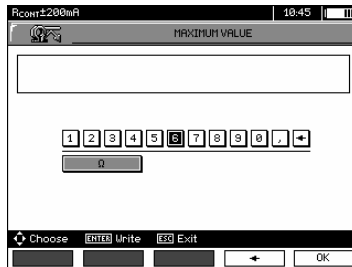 RCONT±200mA 10:45
MAXIMUM VALUE
1 2 3 4 5 6 7 8 9 0 , ←
Ω
Choose ENTER Write ESC Exit
← OK